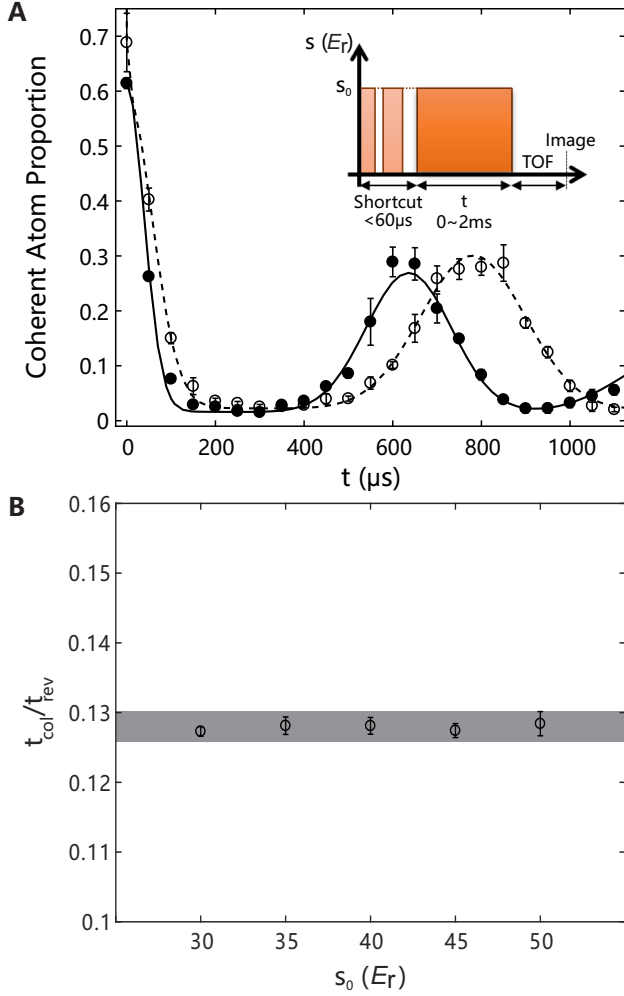 A
Coherent Atom Proportion
0.7
0.6
0.5
0.4
0.3
0.2
0.1
0
0 200 400 600 800 1000
t (µs)
s (Er)
s₀
Image
TOF
Shortcut
<60µs
t
0~2ms
B
t_col/t_rev
0.16
0.15
0.14
0.13
0.12
0.11
0.1
30 35 40 45 50
s₀ (Er)